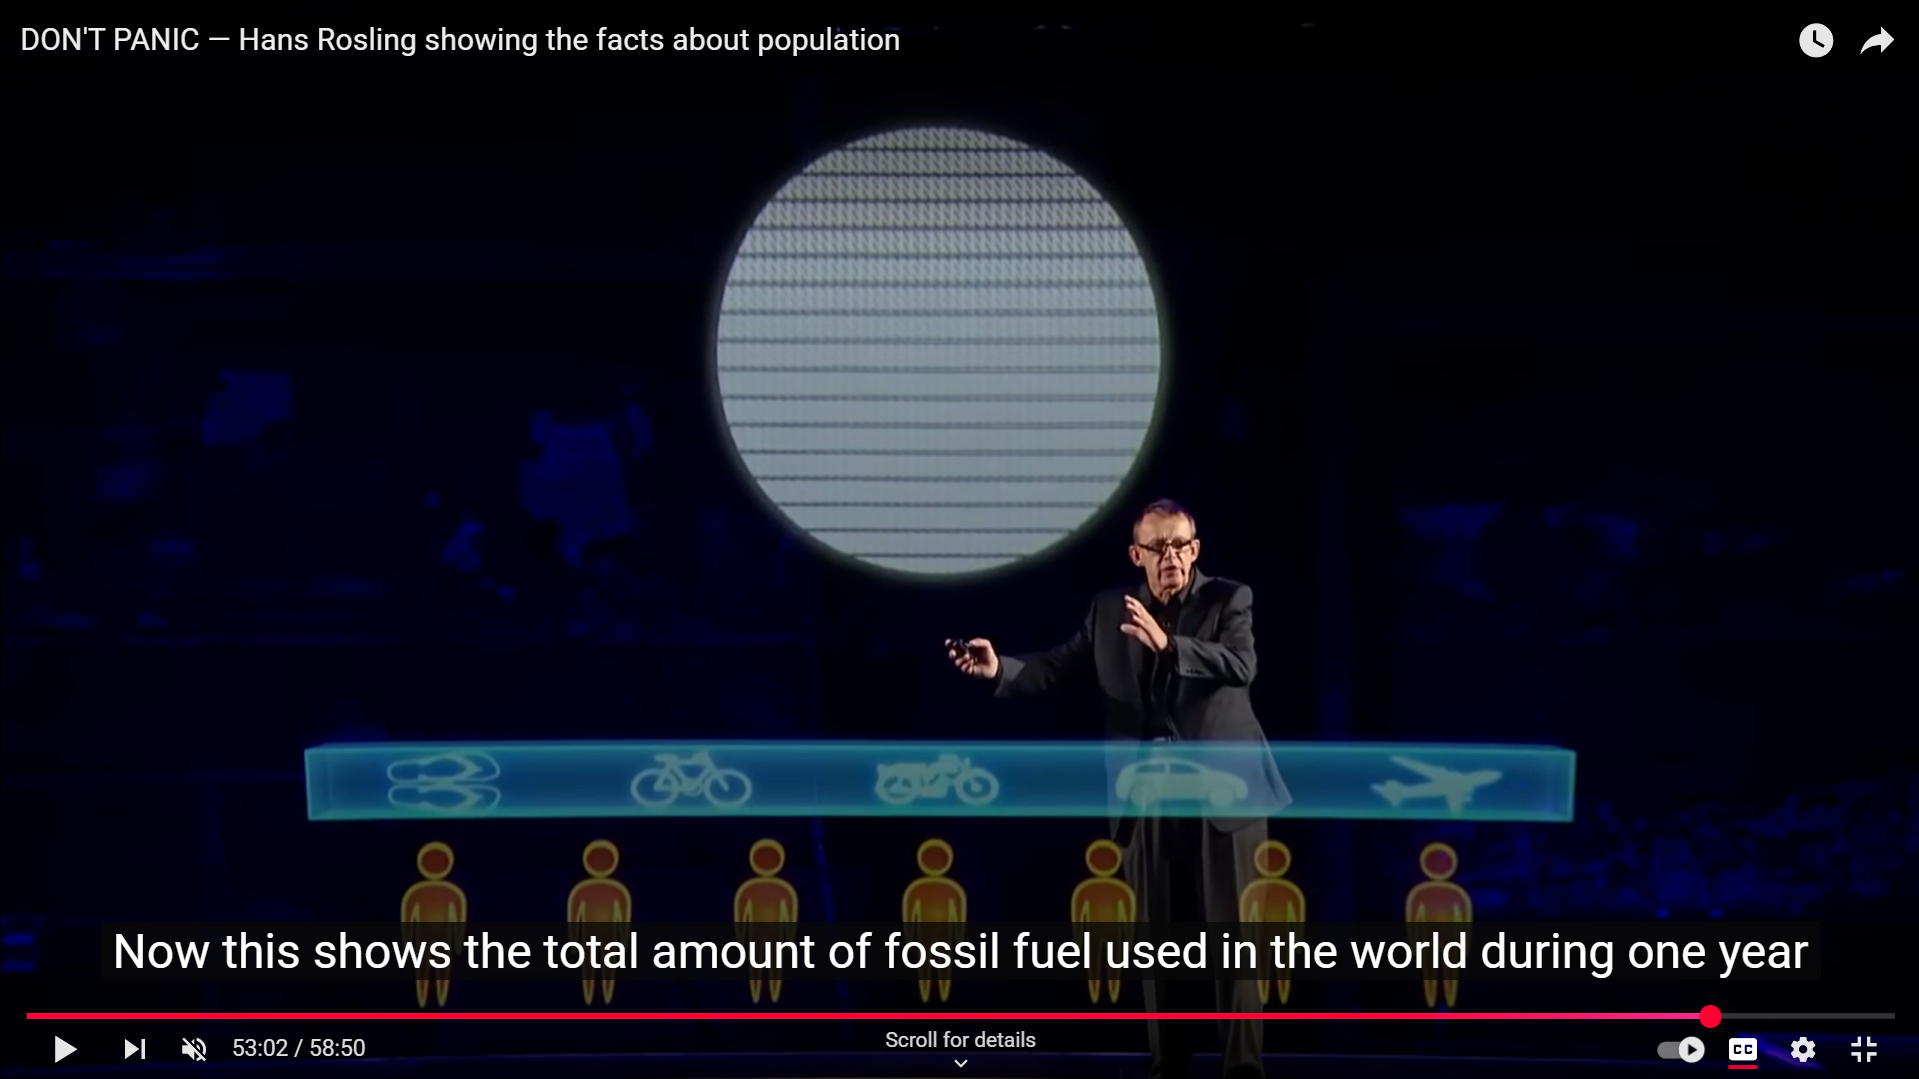 DON'T PANIC — Hans Rosling showing the facts about population
Now this shows the total amount of fossil fuel used in the world during one year
53:02 / 58:50
Scroll for details
CC